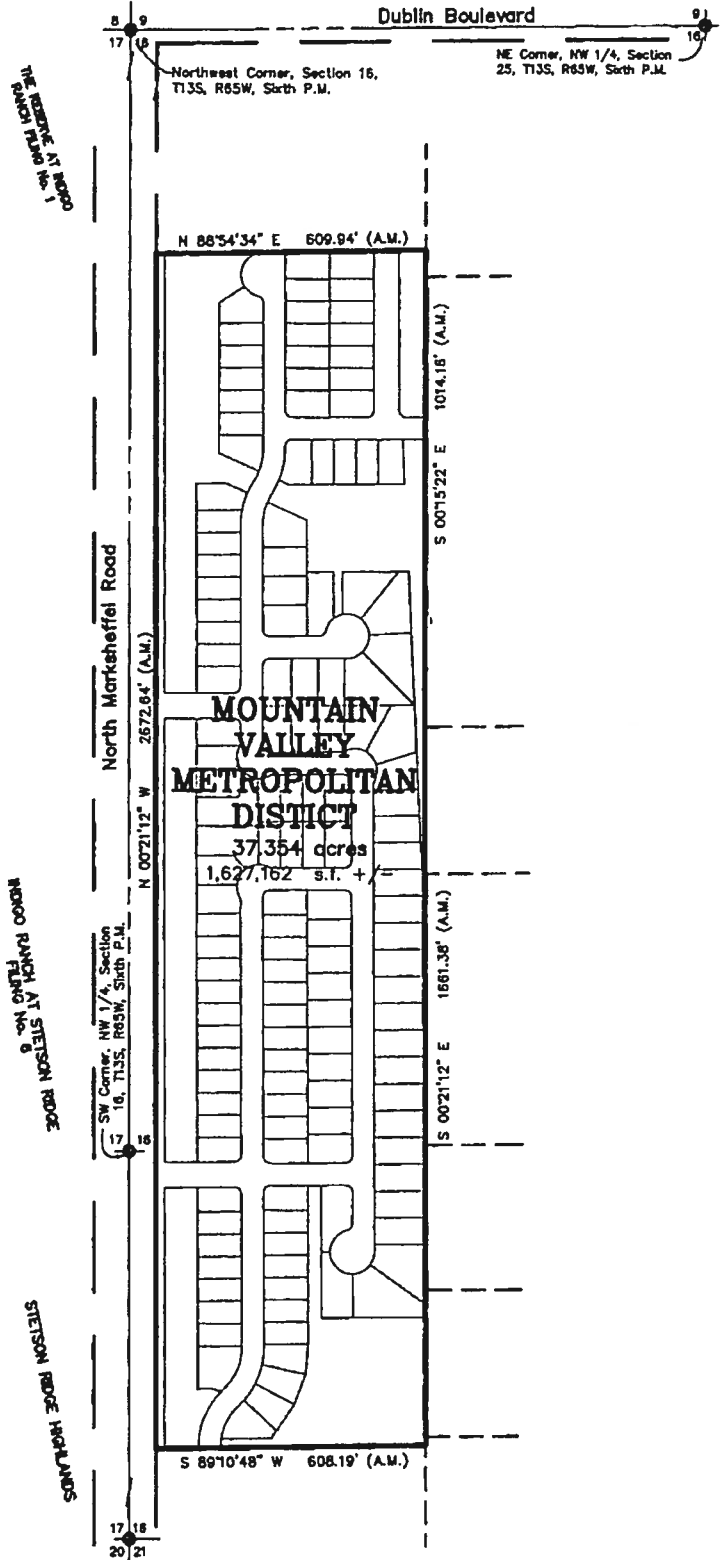 Dublin Boulevard
8 9
17 16
9
16
Northwest Corner, Section 16,
T13S, R65W, Sixth P.M.
NE Corner, NW 1/4, Section
25, T13S, R65W, Sixth P.M.
THE RESERVE AT INDIGO
RANCH FILING No. 1
N 88°54'34" E 609.94' (A.M.)
S 00°15'22" E 1014.16' (A.M.)
North Marksheffel Road
N 00°21'12" W 2672.64' (A.M.)
MOUNTAIN
VALLEY
METROPOLITAN
DISTICT
37.354 acres
1,627,162 s.f. +/-
INDIGO RANCH AT STETSON RIDGE
FILING No. 6
SW Corner, NW 1/4, Section
16, T13S, R65W, Sixth P.M.
17 16
S 00°21'12" E 1661.38' (A.M.)
STETSON RIDGE HIGHLANDS
S 89°10'48" W 608.19' (A.M.)
17 16
20 21